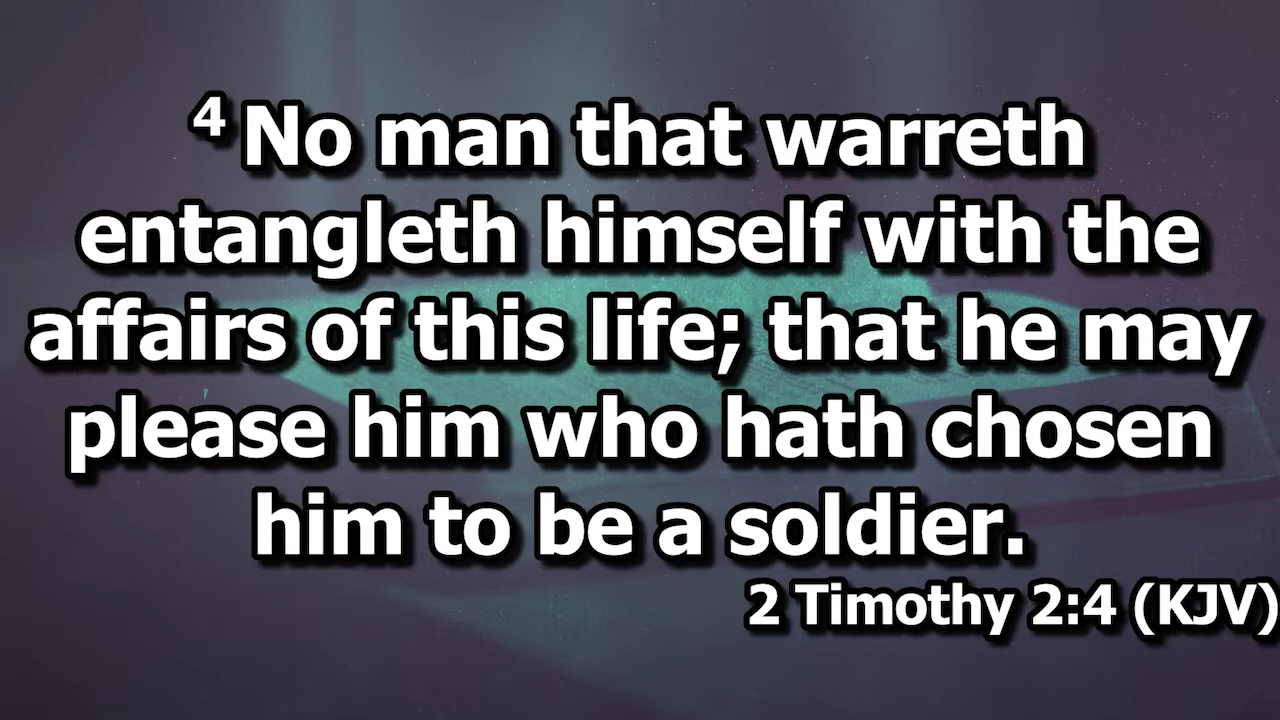 4 No man that warreth
entangleth himself with the
affairs of this life; that he may
please him who hath chosen
him to be a soldier.
2 Timothy 2:4 (KJV)